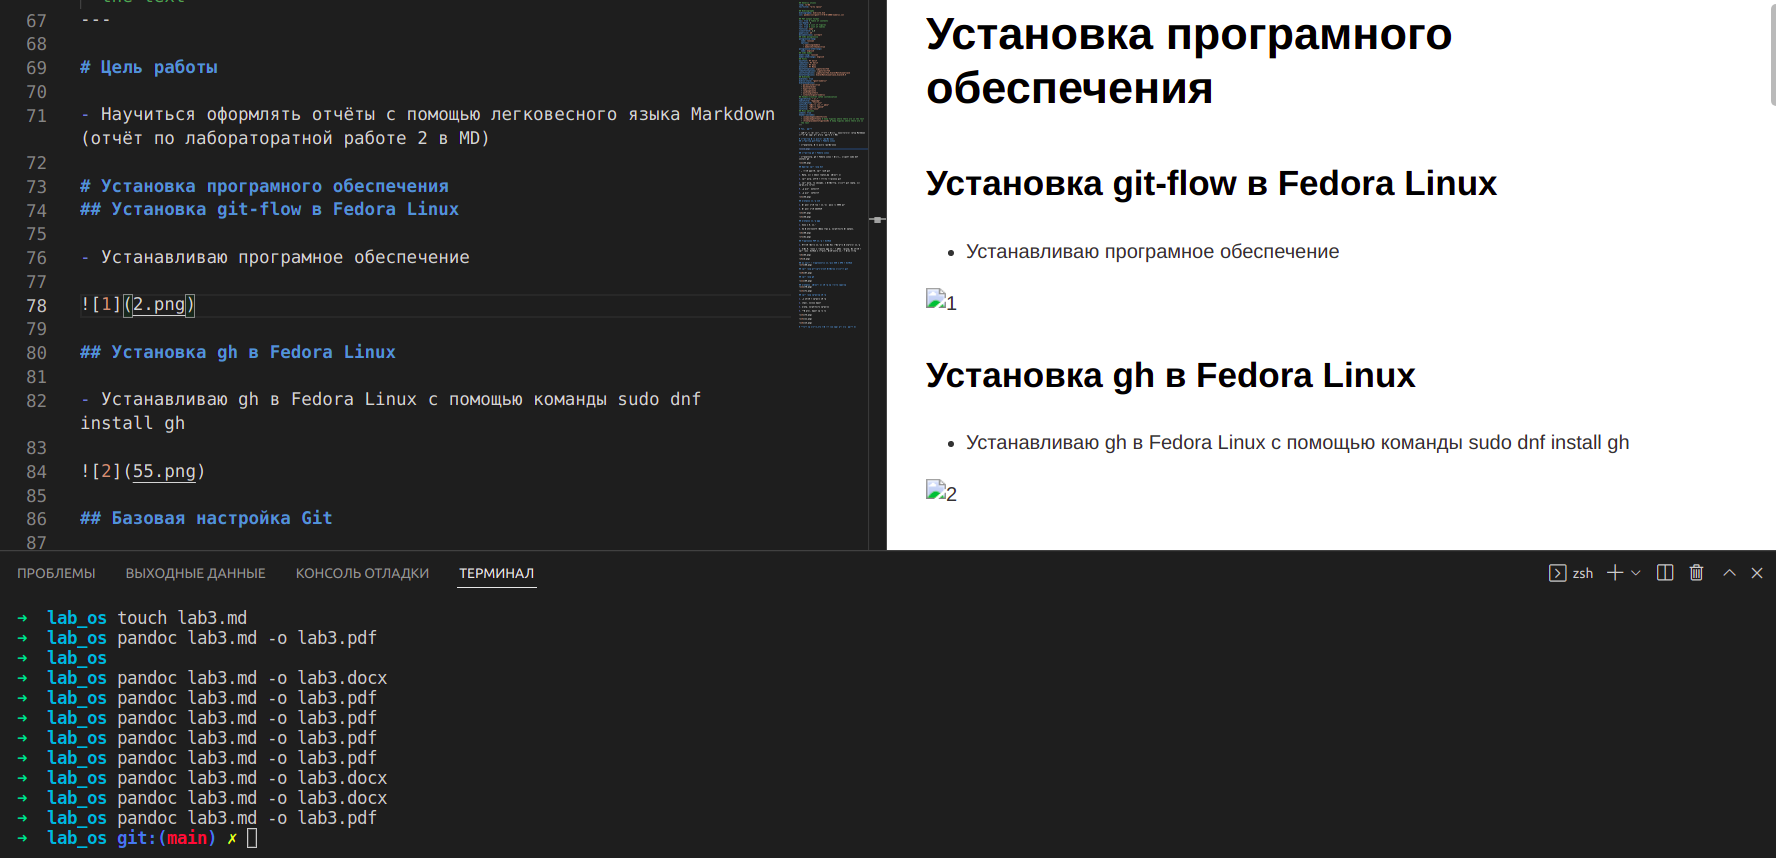 67 ---
68
69 # Цель работы
70
71 - Научиться оформлять отчёты с помощью легковесного языка Markdown
(отчёт по лабораторатной работе 2 в MD)
72
73 # Установка програмного обеспечения
74 ## Установка git-flow в Fedora Linux
75
76 - Устанавливаю програмное обеспечение
77
78 ![1](2.png)
79
80 ## Установка gh в Fedora Linux
81
82 - Устанавливаю gh в Fedora Linux с помощью команды sudo dnf
install gh
83
84 ![2](55.png)
85
86 ## Базовая настройка Git
87
Установка програмного
обеспечения
Установка git-flow в Fedora Linux
• Устанавливаю програмное обеспечение
1
Установка gh в Fedora Linux
• Устанавливаю gh в Fedora Linux с помощью команды sudo dnf install gh
2
ПРОБЛЕМЫ ВЫХОДНЫЕ ДАННЫЕ КОНСОЛЬ ОТЛАДКИ ТЕРМИНАЛ zsh
➜ lab_os touch lab3.md
➜ lab_os pandoc lab3.md -o lab3.pdf
➜ lab_os
➜ lab_os pandoc lab3.md -o lab3.docx
➜ lab_os pandoc lab3.md -o lab3.pdf
➜ lab_os pandoc lab3.md -o lab3.pdf
➜ lab_os pandoc lab3.md -o lab3.pdf
➜ lab_os pandoc lab3.md -o lab3.pdf
➜ lab_os pandoc lab3.md -o lab3.docx
➜ lab_os pandoc lab3.md -o lab3.docx
➜ lab_os pandoc lab3.md -o lab3.pdf
➜ lab_os git:(main) ✗